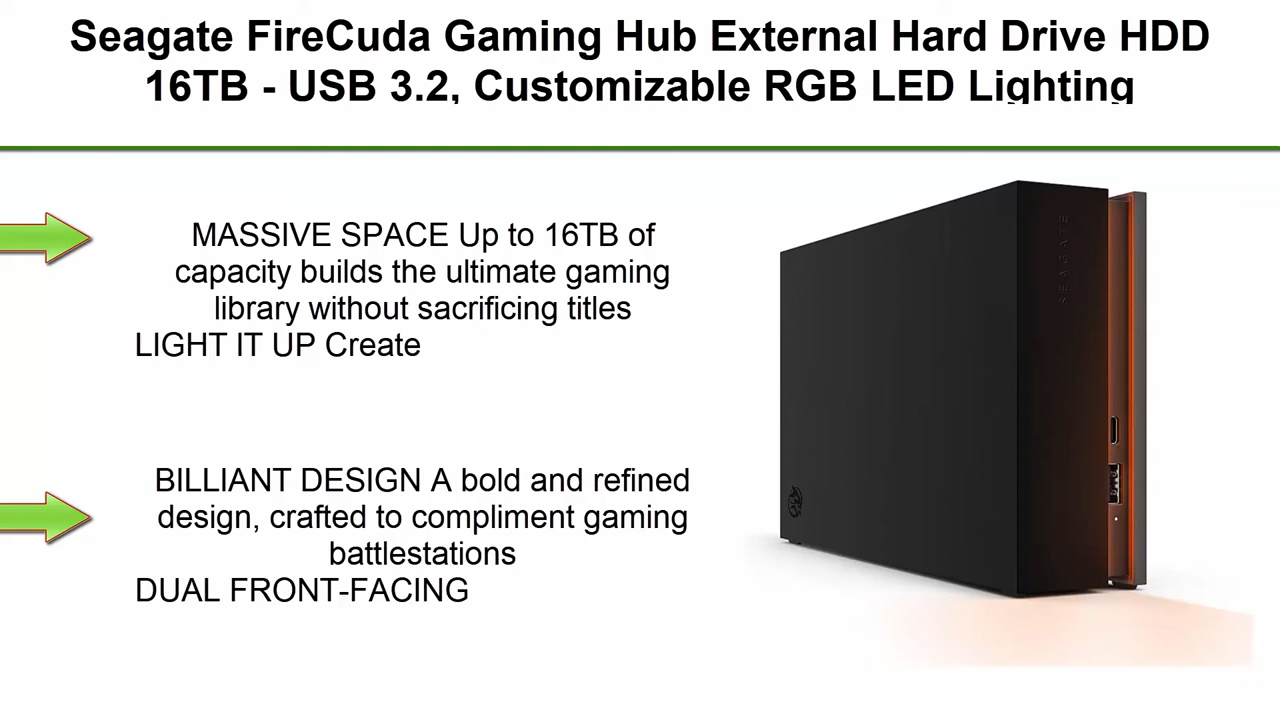 Seagate FireCuda Gaming Hub External Hard Drive HDD
16TB - USB 3.2, Customizable RGB LED Lighting
MASSIVE SPACE Up to 16TB of
capacity builds the ultimate gaming
library without sacrificing titles
LIGHT IT UP Create
BILLIANT DESIGN A bold and refined
design, crafted to compliment gaming
battlestations
DUAL FRONT-FACING
SEAGATE